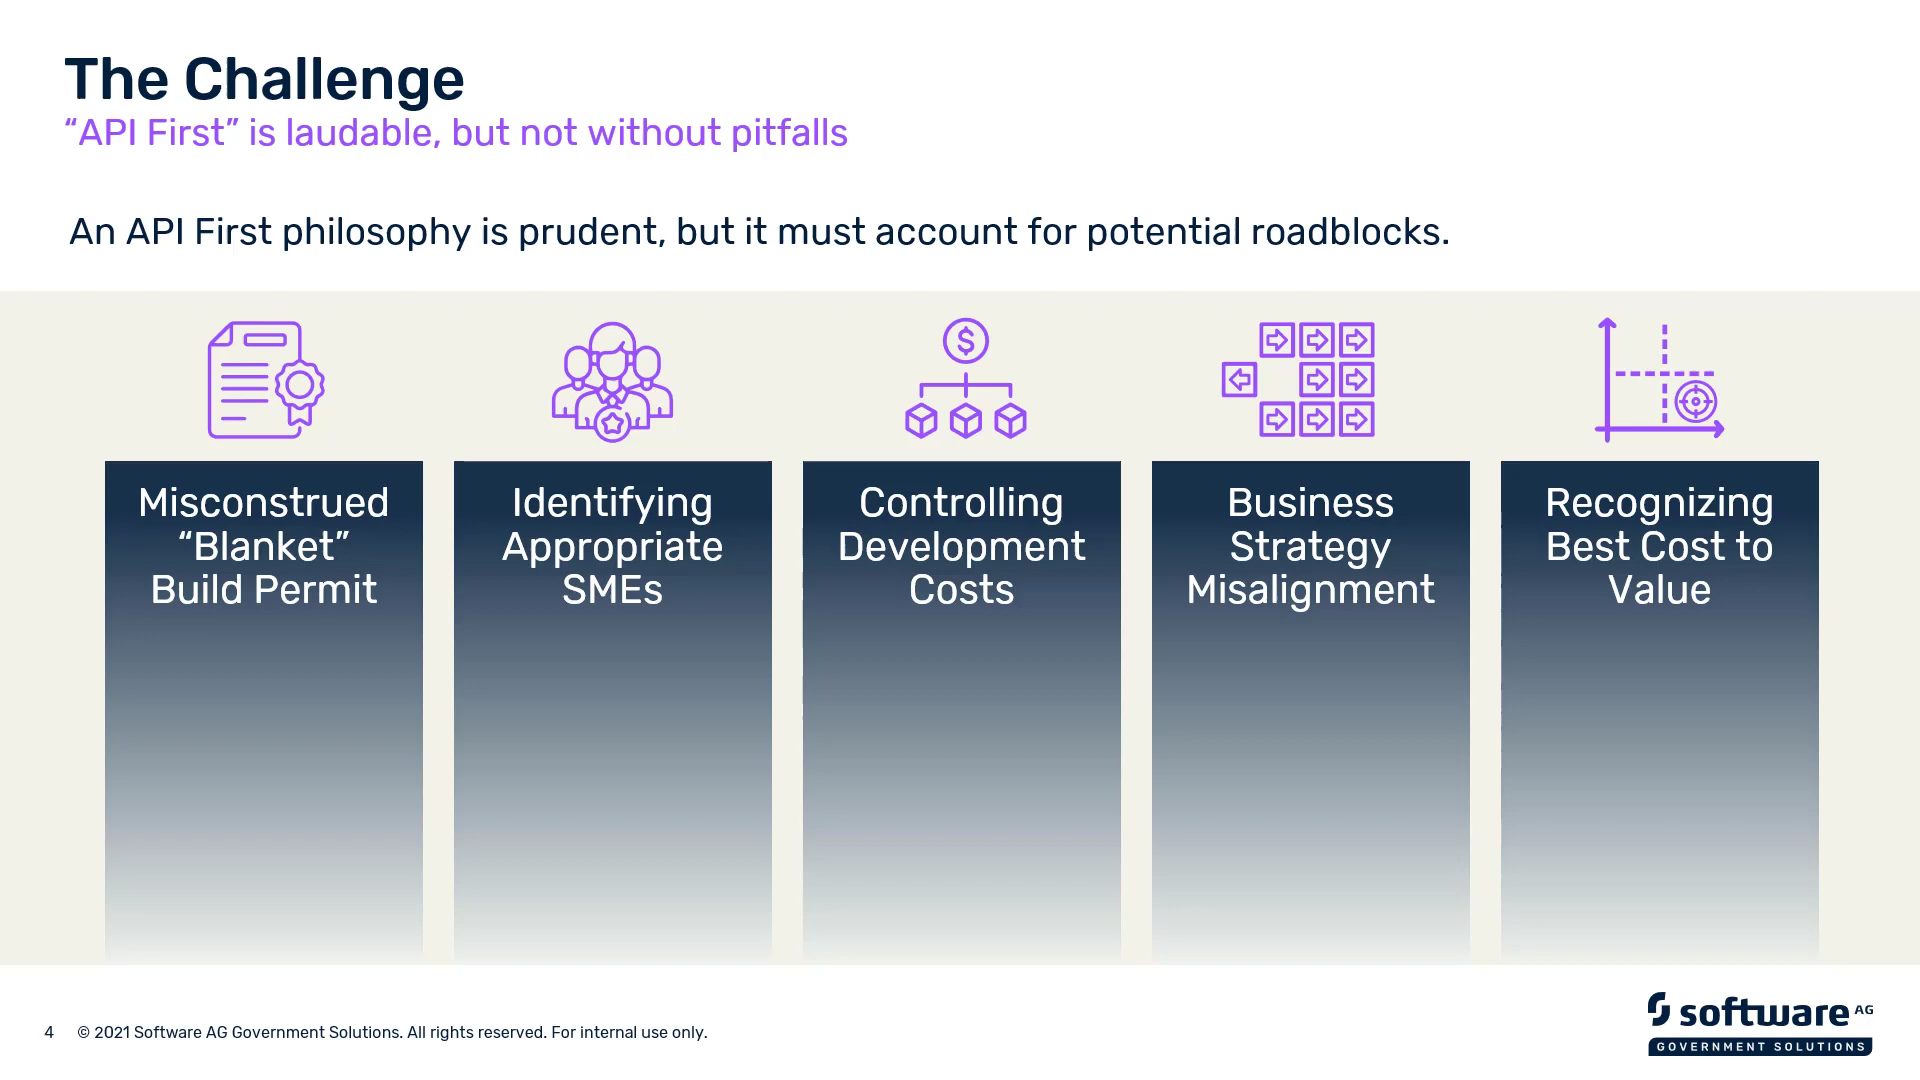 The Challenge
“API First” is laudable, but not without pitfalls
An API First philosophy is prudent, but it must account for potential roadblocks.
$
Misconstrued
“Blanket”
Build Permit
Identifying
Appropriate
SMEs
Controlling
Development
Costs
Business
Strategy
Misalignment
Recognizing
Best Cost to
Value
4 © 2021 Software AG Government Solutions. All rights reserved. For internal use only.
software AG
GOVERNMENT SOLUTIONS